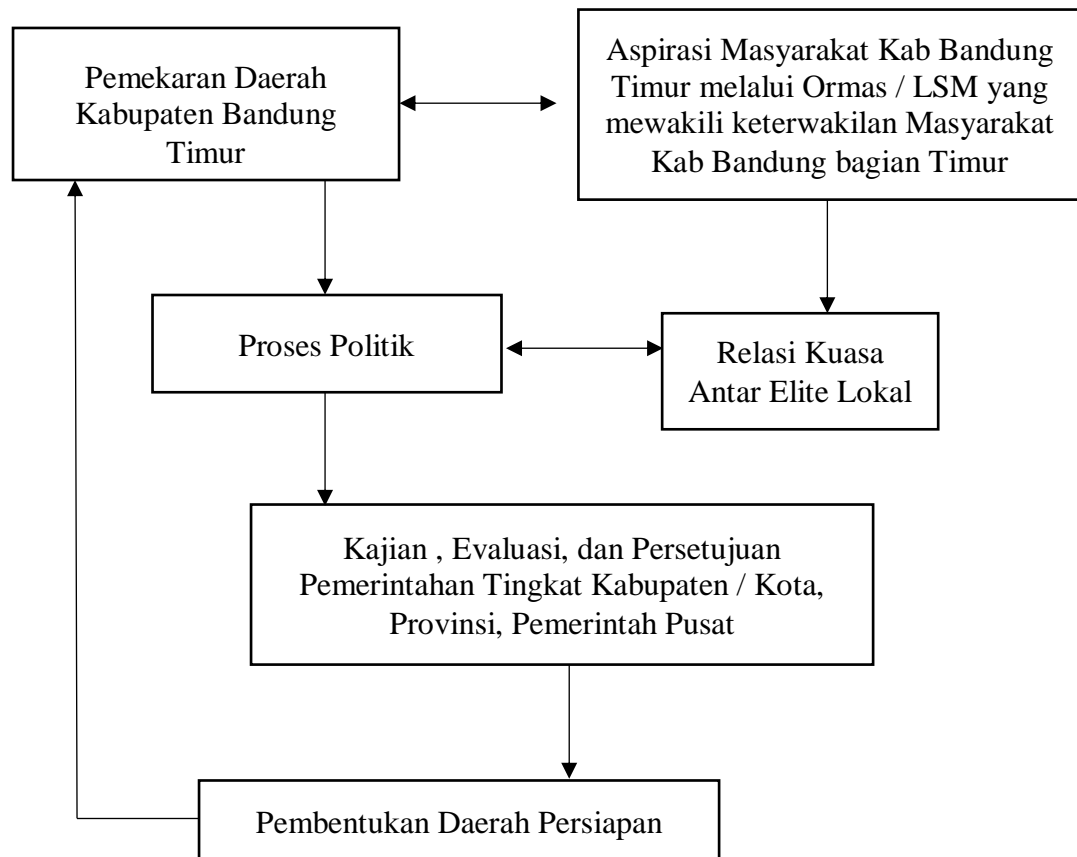 Pemekaran Daerah
Kabupaten Bandung
Timur
Aspirasi Masyarakat Kab Bandung
Timur melalui Ormas / LSM yang
mewakili keterwakilan Masyarakat
Kab Bandung bagian Timur
Proses Politik
Relasi Kuasa
Antar Elite Lokal
Kajian , Evaluasi, dan Persetujuan
Pemerintahan Tingkat Kabupaten / Kota,
Provinsi, Pemerintah Pusat
Pembentukan Daerah Persiapan